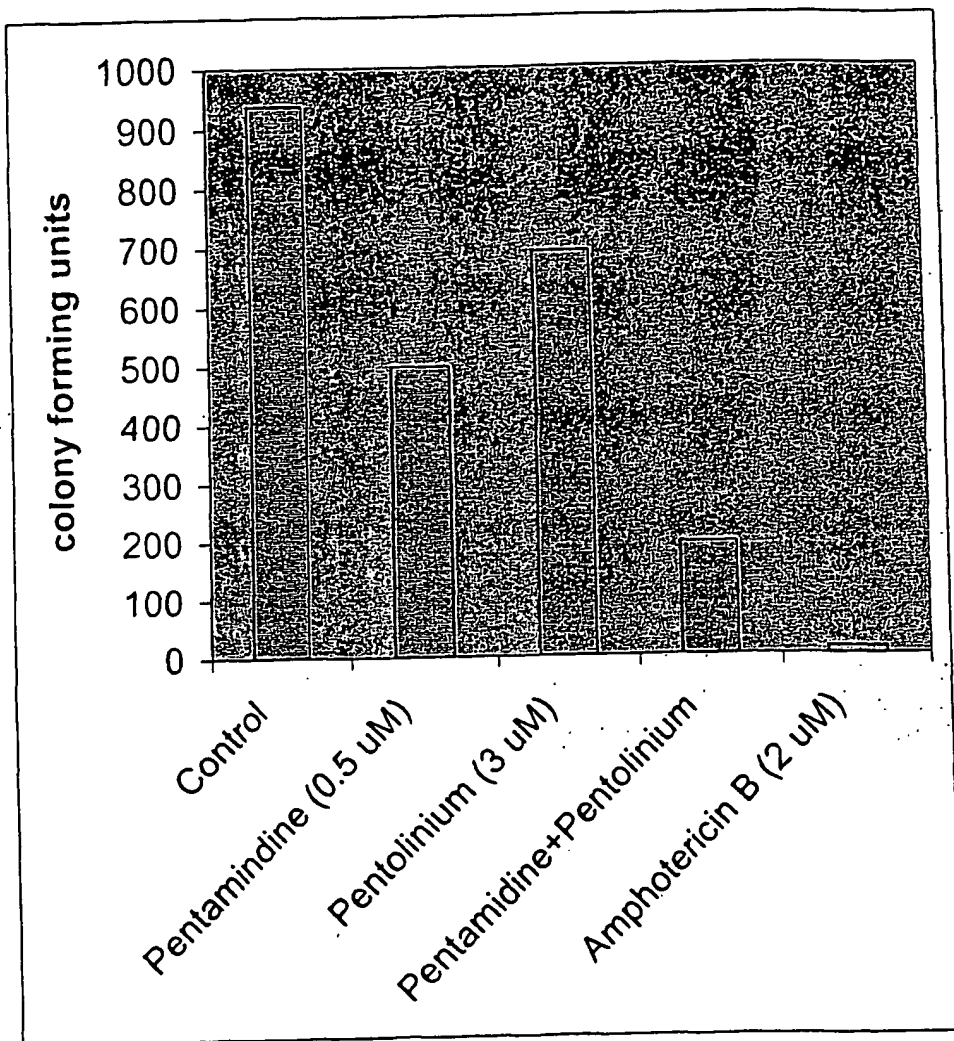 colony forming units
1000
900
800
700
600
500
400
300
200
100
0
Control
Pentamindine (0.5 uM)
Pentolinium (3 uM)
Pentamidine+Pentolinium
Amphotericin B (2 uM)